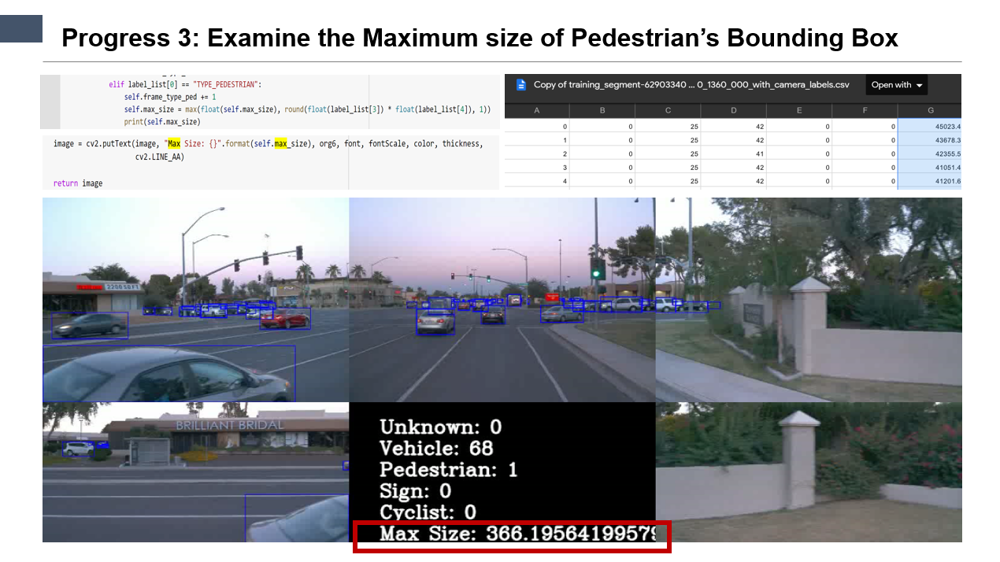 Progress 3: Examine the Maximum size of Pedestrian’s Bounding Box
elif label_list[0] == "TYPE_PEDESTRIAN":
self.frame_type_ped += 1
self.max_size = max(float(self.max_size), round(float(label_list[3]) * float(label_list[4]), 1))
print(self.max_size)
image = cv2.putText(image, "Max Size: {}".format(self.max_size), org6, font, fontScale, color, thickness,
cv2.LINE_AA)
return image
Copy of training_segment-62903340 ... 0_1360_000_with_camera_labels.csv Open with
A B C D E F G
0 0 25 42 0 0 45023.4
1 0 25 42 0 0 43678.3
2 0 25 41 0 0 42355.5
3 0 25 42 0 0 41051.4
4 0 25 42 0 0 41201.6
2200 SQ FT
BRILLIANT BRIDAL
Unknown: 0
Vehicle: 68
Pedestrian: 1
Sign: 0
Cyclist: 0
Max Size: 366.19564199579